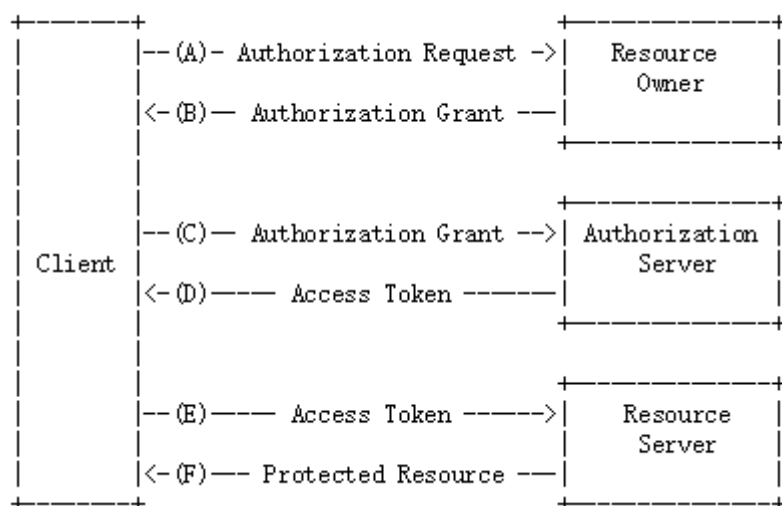 +--------+                               +---------------+
|        |--(A)- Authorization Request ->|   Resource    |
|        |                               |     Owner     |
|        |<-(B)-- Authorization Grant ---|               |
|        |                               +---------------+
|        |
|        |                               +---------------+
|        |--(C)-- Authorization Grant -->| Authorization |
| Client |                               |     Server    |
|        |<-(D)----- Access Token -------|               |
|        |                               +---------------+
|        |
|        |                               +---------------+
|        |--(E)----- Access Token ------>|    Resource   |
|        |                               |     Server    |
|        |<-(F)--- Protected Resource ---|               |
+--------+                               +---------------+